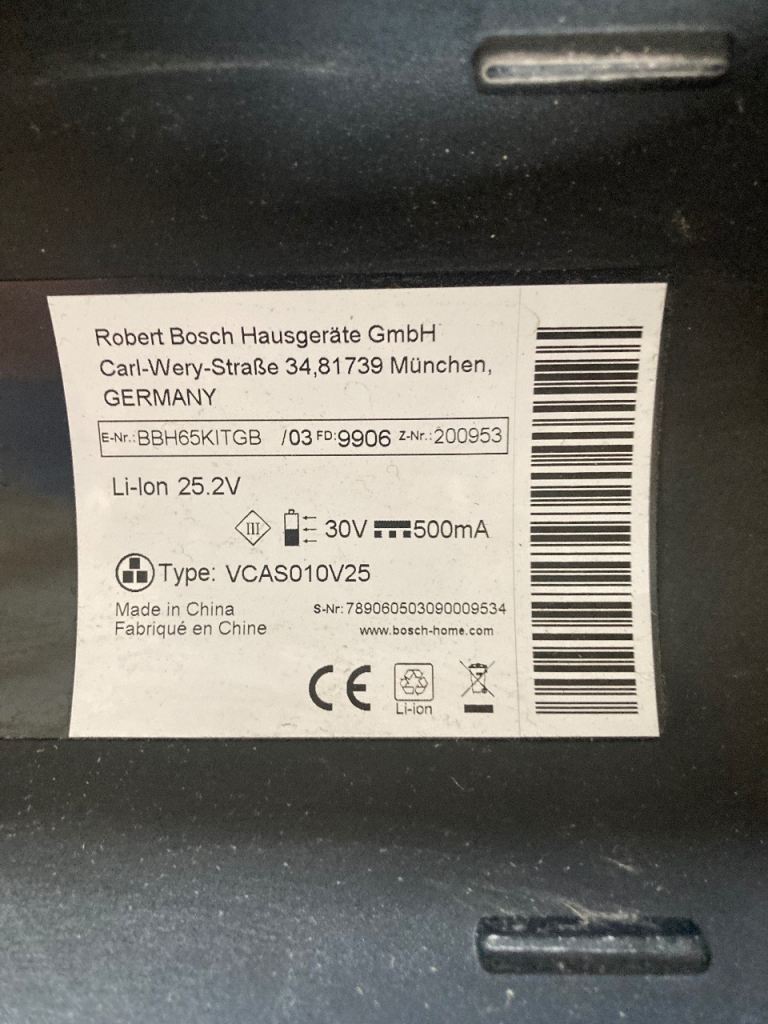 Robert Bosch Hausgeräte GmbH
Carl-Wery-Straße 34,81739 München,
GERMANY
E-Nr.:BBH65KITGB /03 FD:9906 Z-Nr.:200953
Li-Ion 25.2V
III 30V 500mA
Type: VCAS010V25
Made in China
Fabriqué en Chine
S-Nr:789060503090009534
www.bosch-home.com
CE
Li-ion